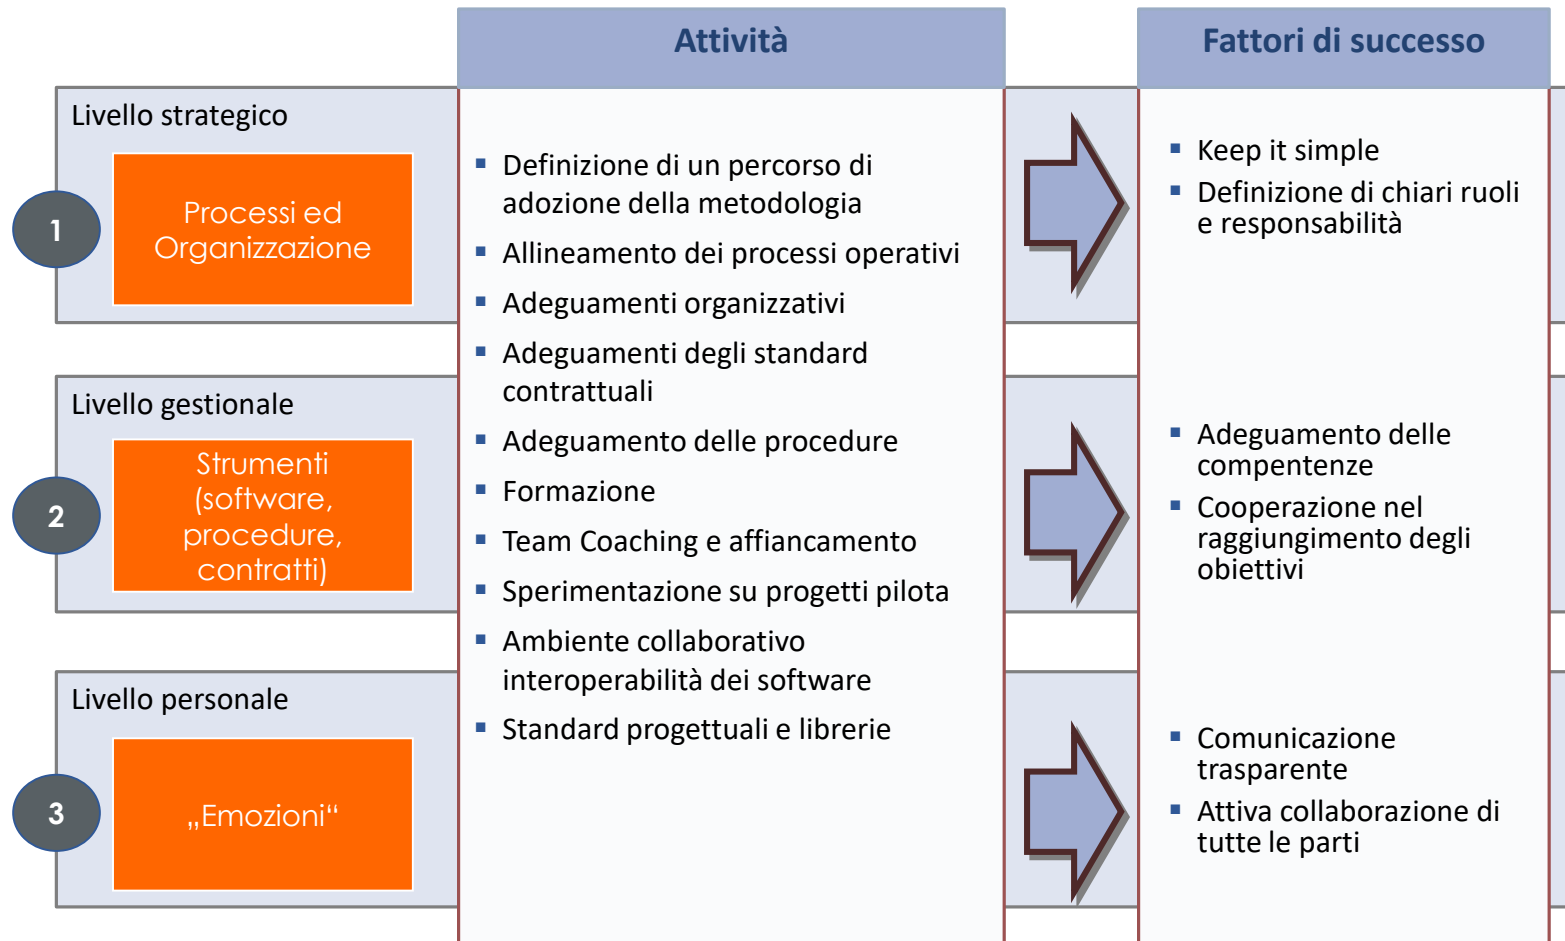 Attività
Fattori di successo
Livello strategico
1
Processi ed
Organizzazione
Livello gestionale
2
Strumenti
(software,
procedure,
contratti)
Livello personale
3
„Emozioni“
▪ Definizione di un percorso di
adozione della metodologia
▪ Allineamento dei processi operativi
▪ Adeguamenti organizzativi
▪ Adeguamenti degli standard
contrattuali
▪ Adeguamento delle procedure
▪ Formazione
▪ Team Coaching e affiancamento
▪ Sperimentazione su progetti pilota
▪ Ambiente collaborativo
interoperabilità dei software
▪ Standard progettuali e librerie
▪ Keep it simple
▪ Definizione di chiari ruoli
e responsabilità
▪ Adeguamento delle
compentenze
▪ Cooperazione nel
raggiungimento degli
obiettivi
▪ Comunicazione
trasparente
▪ Attiva collaborazione di
tutte le parti